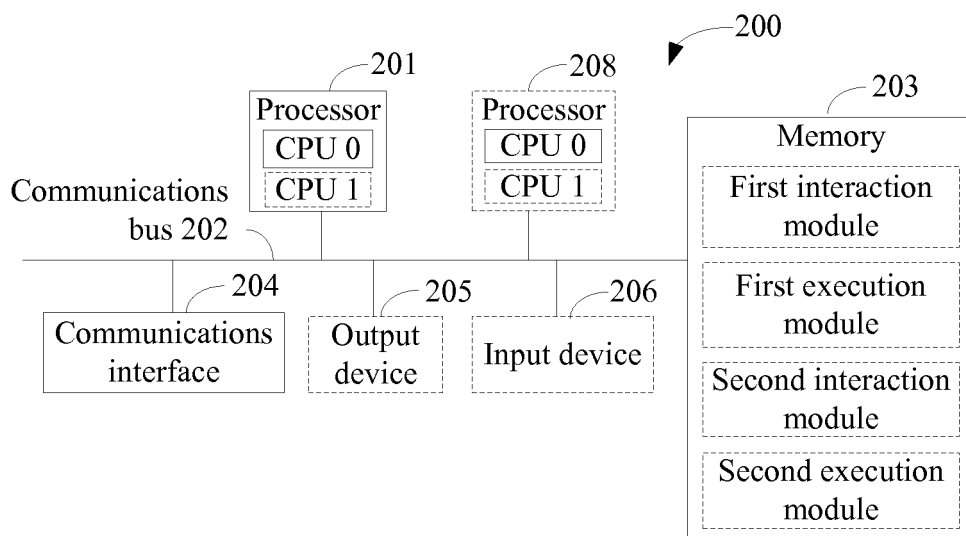 200
201
208
203
Processor
CPU 0
CPU 1
Processor
CPU 0
CPU 1
Memory
First interaction
module
First execution
module
Second interaction
module
Second execution
module
Communications
bus 202
204
205
206
Communications
interface
Output
device
Input device